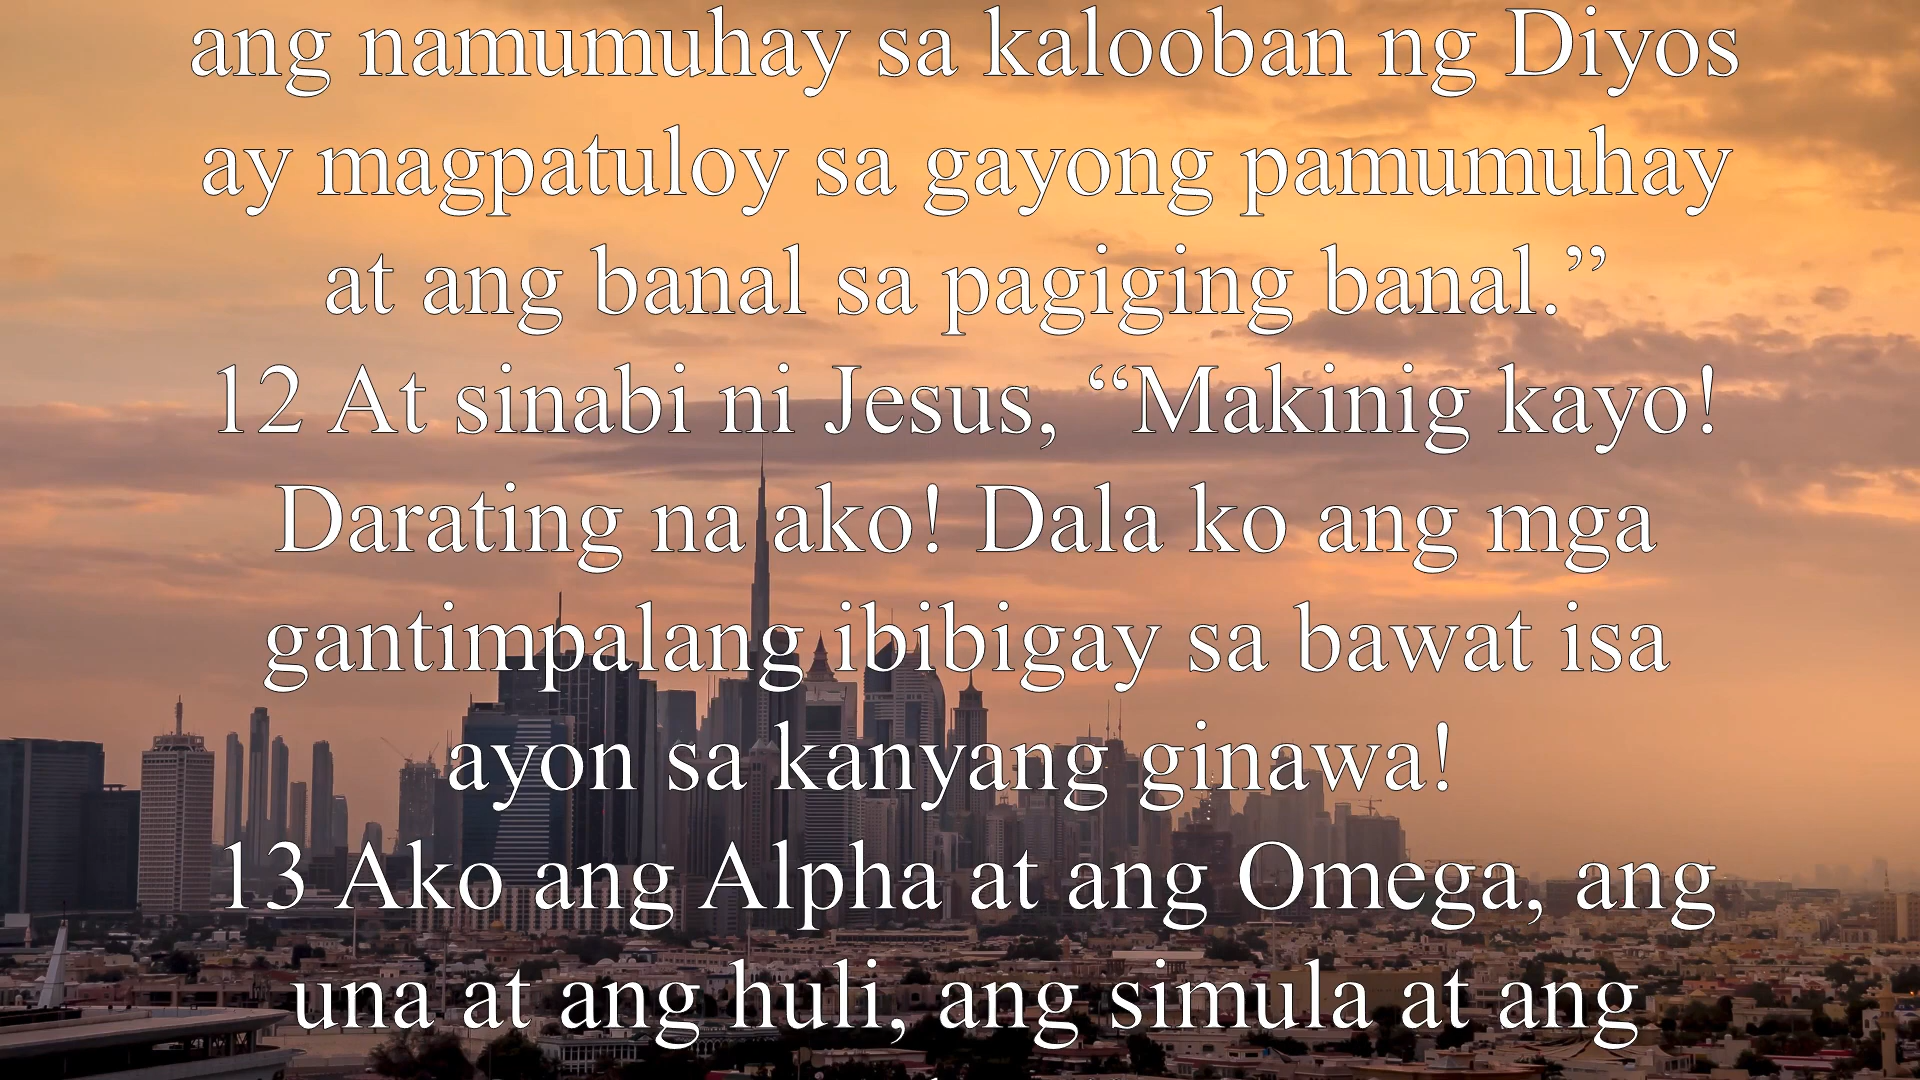 ang namumuhay sa kalooban ng Diyos
ay magpatuloy sa gayong pamumuhay
at ang banal sa pagiging banal.”
12 At sinabi ni Jesus, “Makinig kayo!
Darating na ako! Dala ko ang mga
gantimpalang ibibigay sa bawat isa
ayon sa kanyang ginawa!
13 Ako ang Alpha at ang Omega, ang
una at ang huli, ang simula at ang